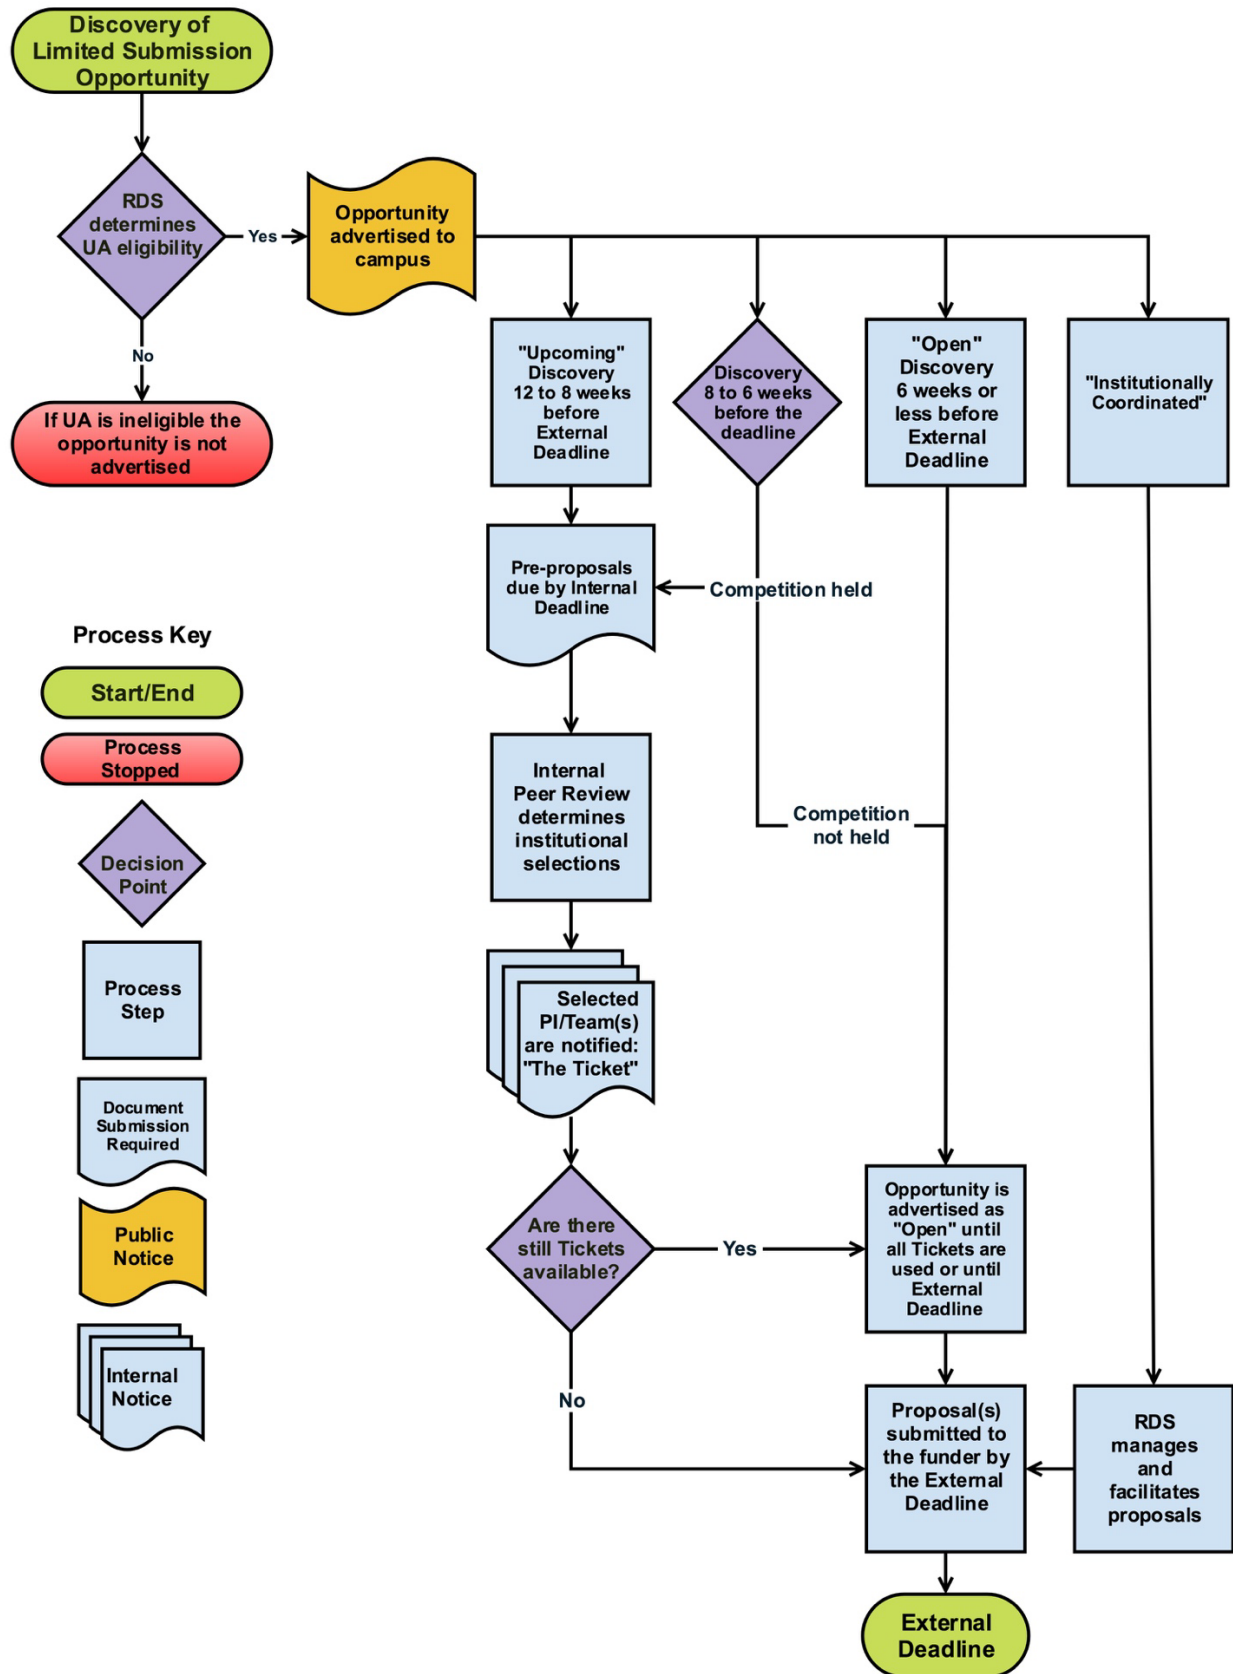 Discovery of
Limited Submission
Opportunity
RDS
determines
UA eligibility
Yes
Opportunity
advertised to
campus
No
If UA is ineligible the
opportunity is not
advertised
"Upcoming"
Discovery
12 to 8 weeks
before
External
Deadline
Discovery
8 to 6 weeks
before the
deadline
"Open"
Discovery
6 weeks or
less before
External
Deadline
"Institutionally
Coordinated"
Pre-proposals
due by Internal
Deadline
Competition held
Internal
Peer Review
determines
institutional
selections
Competition
not held
Selected
PI/Team(s)
are notified:
"The Ticket"
Are there
still Tickets
available?
Yes
Opportunity is
advertised as
"Open" until
all Tickets are
used or until
External
Deadline
No
Proposal(s)
submitted to
the funder by
the External
Deadline
RDS
manages
and
facilitates
proposals
External
Deadline
Process Key
Start/End
Process
Stopped
Decision
Point
Process
Step
Document
Submission
Required
Public
Notice
Internal
Notice